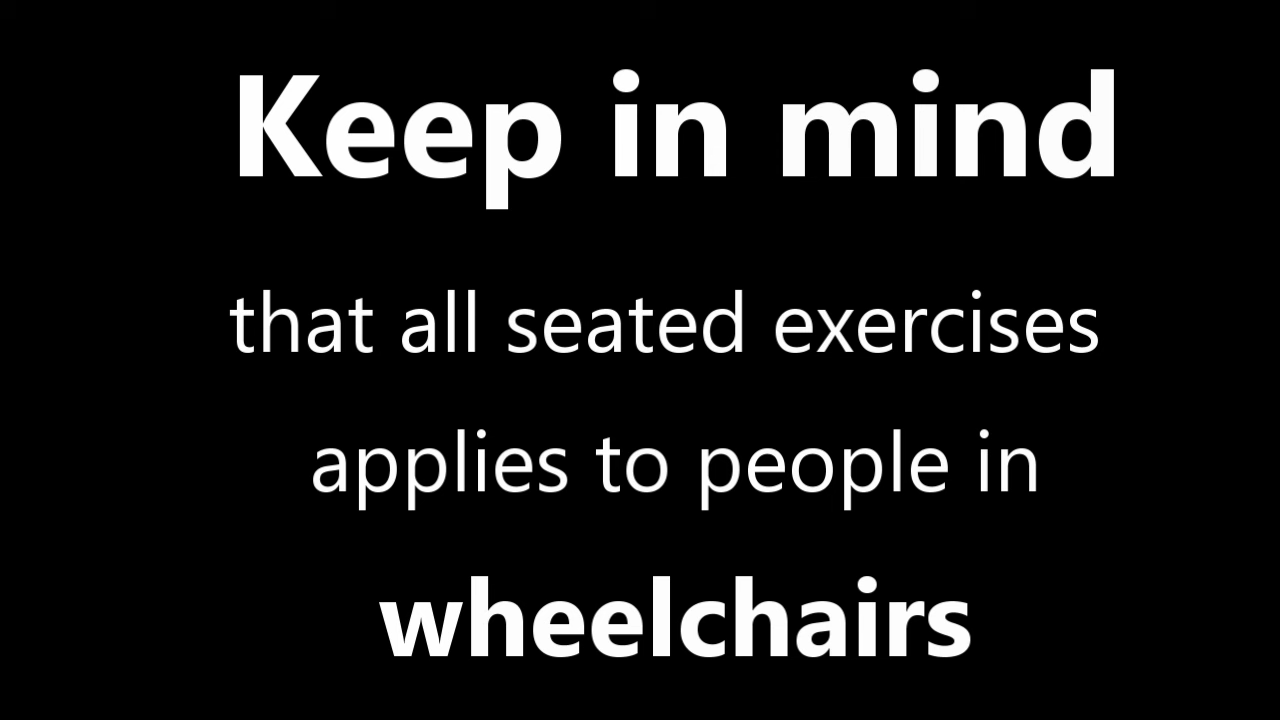 Keep in mind
that all seated exercises
applies to people in
wheelchairs